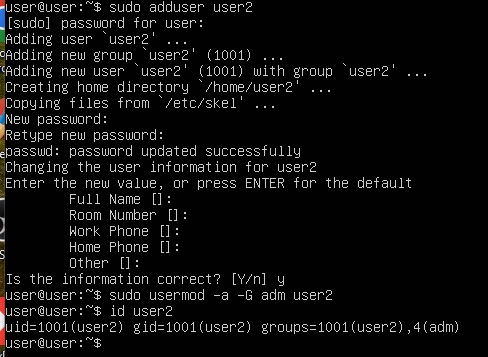 user@user:~$ sudo adduser user2
[sudo] password for user:
Adding user `user2' ...
Adding new group `user2' (1001) ...
Adding new user `user2' (1001) with group `user2' ...
Creating home directory `/home/user2' ...
Copying files from `/etc/skel' ...
New password:
Retype new password:
passwd: password updated successfully
Changing the user information for user2
Enter the new value, or press ENTER for the default
Full Name []:
Room Number []:
Work Phone []:
Home Phone []:
Other []:
Is the information correct? [Y/n] y
user@user:~$ sudo usermod -a -G adm user2
user@user:~$ id user2
uid=1001(user2) gid=1001(user2) groups=1001(user2),4(adm)
user@user:~$